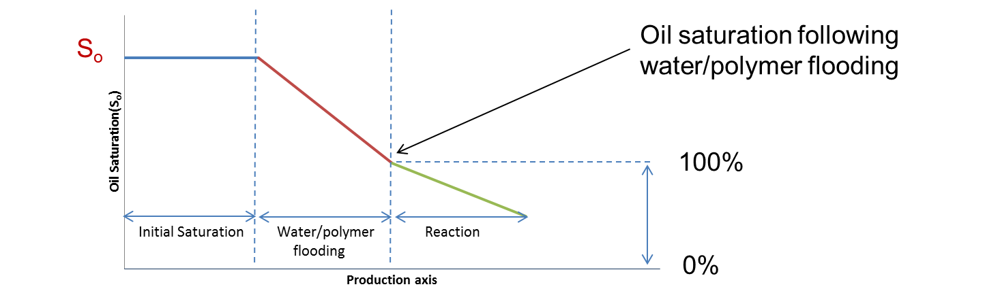 Oil saturation following
water/polymer flooding
So
Oil Saturation(So)
100%
Initial Saturation
Water/polymer
flooding
Reaction
0%
Production axis